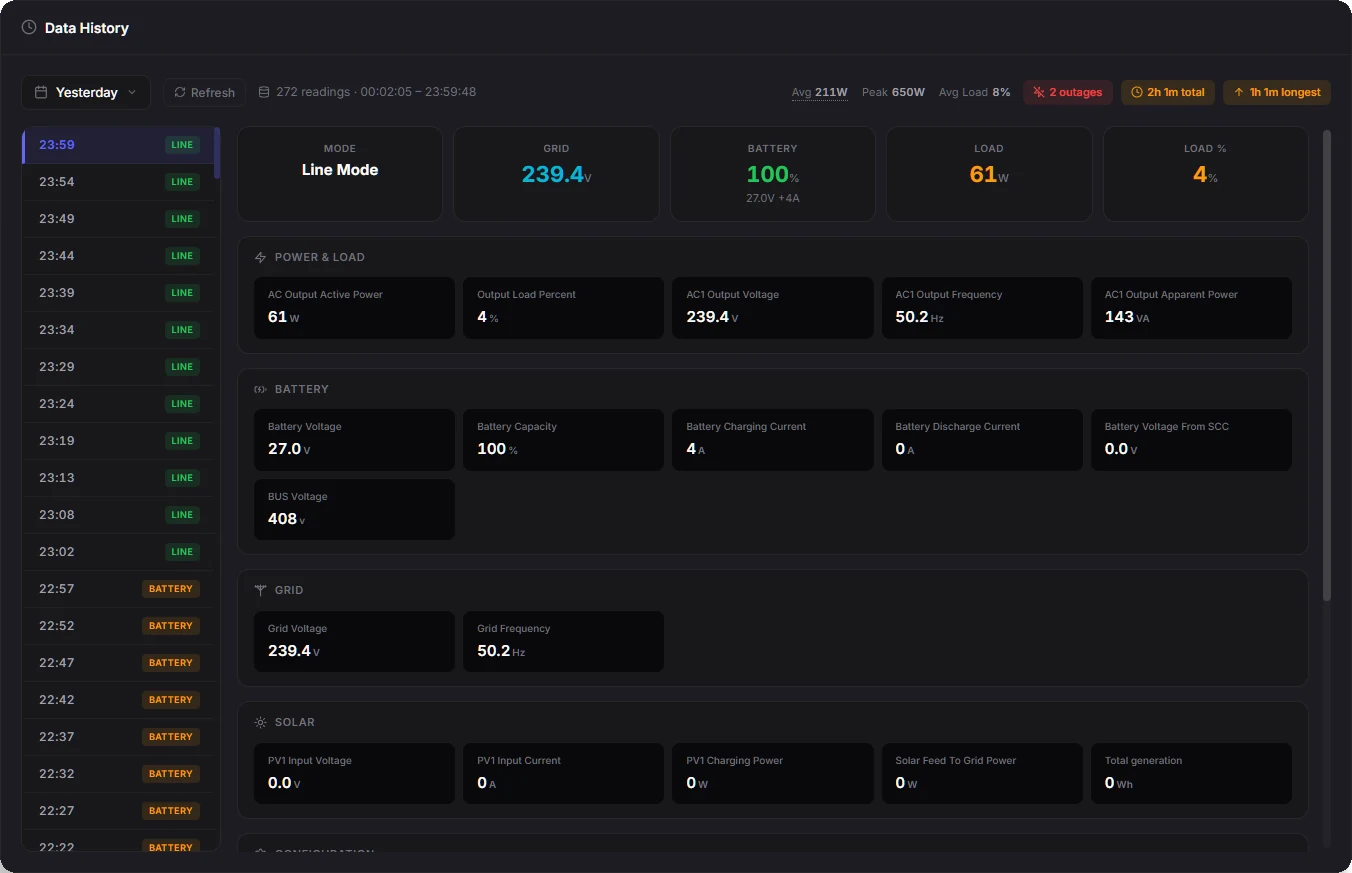 Data History
Yesterday
Refresh
272 readings · 00:02:05 – 23:59:48
Avg 211W
Peak 650W
Avg Load 8%
2 outages
2h 1m total
1h 1m longest
23:59 LINE
23:54 LINE
23:49 LINE
23:44 LINE
23:39 LINE
23:34 LINE
23:29 LINE
23:24 LINE
23:19 LINE
23:13 LINE
23:08 LINE
23:02 LINE
22:57 BATTERY
22:52 BATTERY
22:47 BATTERY
22:42 BATTERY
22:37 BATTERY
22:32 BATTERY
22:27 BATTERY
22:22 BATTERY
MODE
Line Mode
GRID
239.4V
BATTERY
100%
27.0V +4A
LOAD
61W
LOAD %
4%
POWER & LOAD
AC Output Active Power
61 W
Output Load Percent
4 %
AC1 Output Voltage
239.4 V
AC1 Output Frequency
50.2 Hz
AC1 Output Apparent Power
143 VA
BATTERY
Battery Voltage
27.0 V
Battery Capacity
100 %
Battery Charging Current
4 A
Battery Discharge Current
0 A
Battery Voltage From SCC
0.0 V
BUS Voltage
408 v
GRID
Grid Voltage
239.4 V
Grid Frequency
50.2 Hz
SOLAR
PV1 Input Voltage
0.0 V
PV1 Input Current
0 A
PV1 Charging Power
0 W
Solar Feed To Grid Power
0 W
Total generation
0 Wh
CONFIGURATION